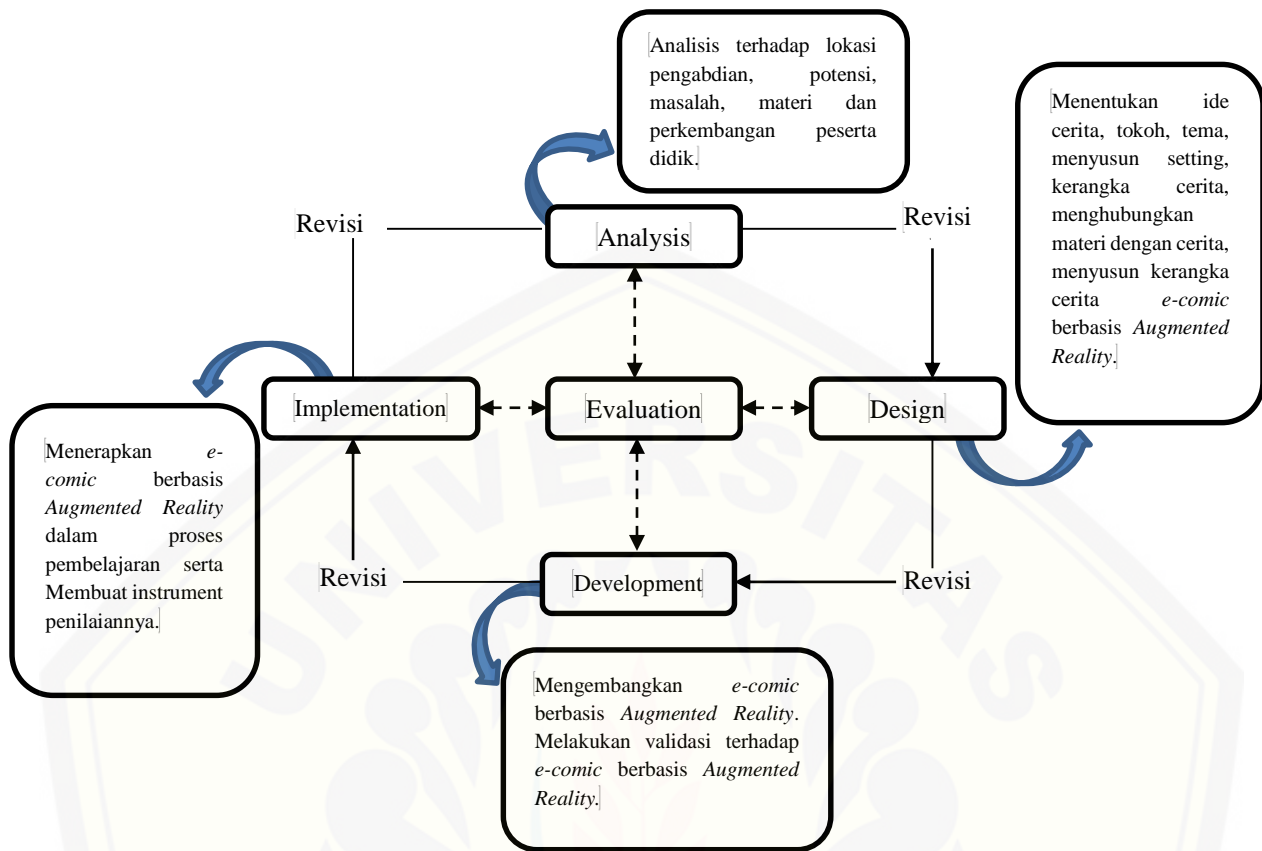 Analisis terhadap lokasi
pengabdian, potensi,
masalah, materi dan
perkembangan peserta
didik.
Menentukan ide
cerita, tokoh, tema,
menyusun setting,
kerangka cerita,
menghubungkan
materi dengan cerita,
menyusun kerangka
cerita e-comic
berbasis Augmented
Reality.
Revisi
Analysis
Revisi
Implementation
Evaluation
Design
Menerapkan e-
comic berbasis
Augmented Reality
dalam proses
pembelajaran serta
Membuat instrument
penilaiannya.
Revisi
Development
Revisi
Mengembangkan e-comic
berbasis Augmented Reality.
Melakukan validasi terhadap
e-comic berbasis Augmented
Reality.
UNIVERSITAS